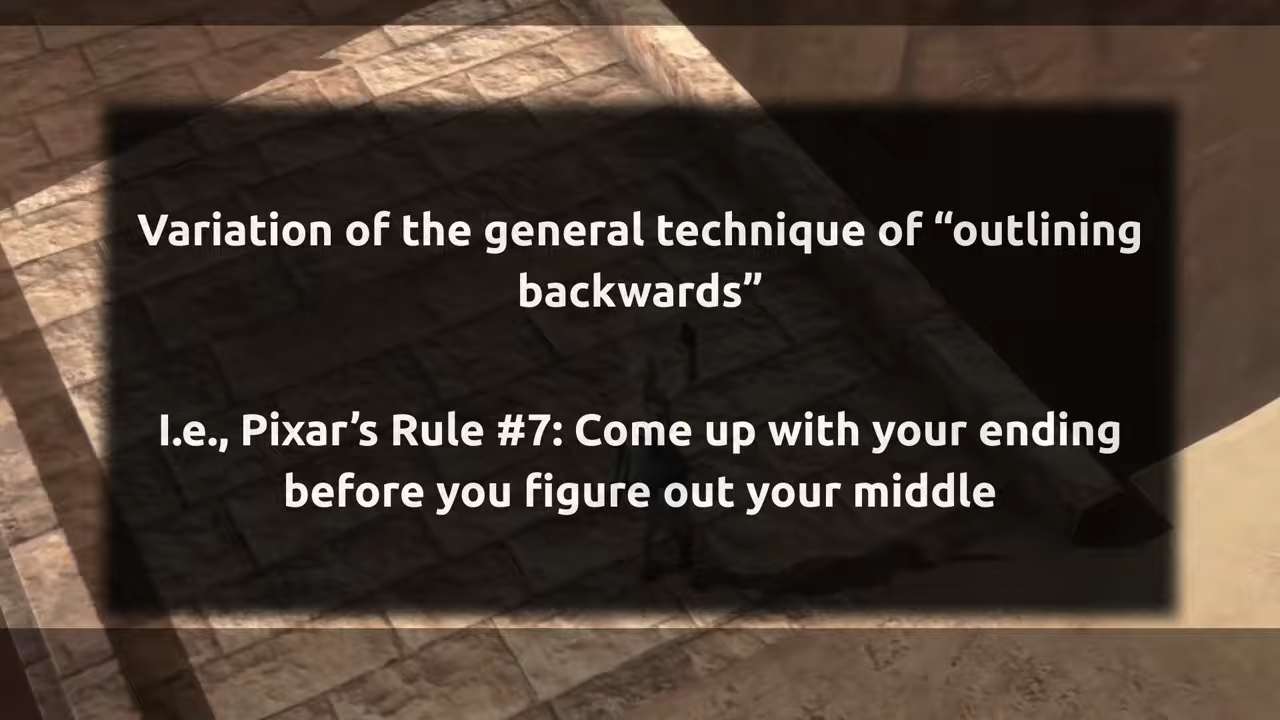 Variation of the general technique of “outlining
backwards”
I.e., Pixar’s Rule #7: Come up with your ending
before you figure out your middle